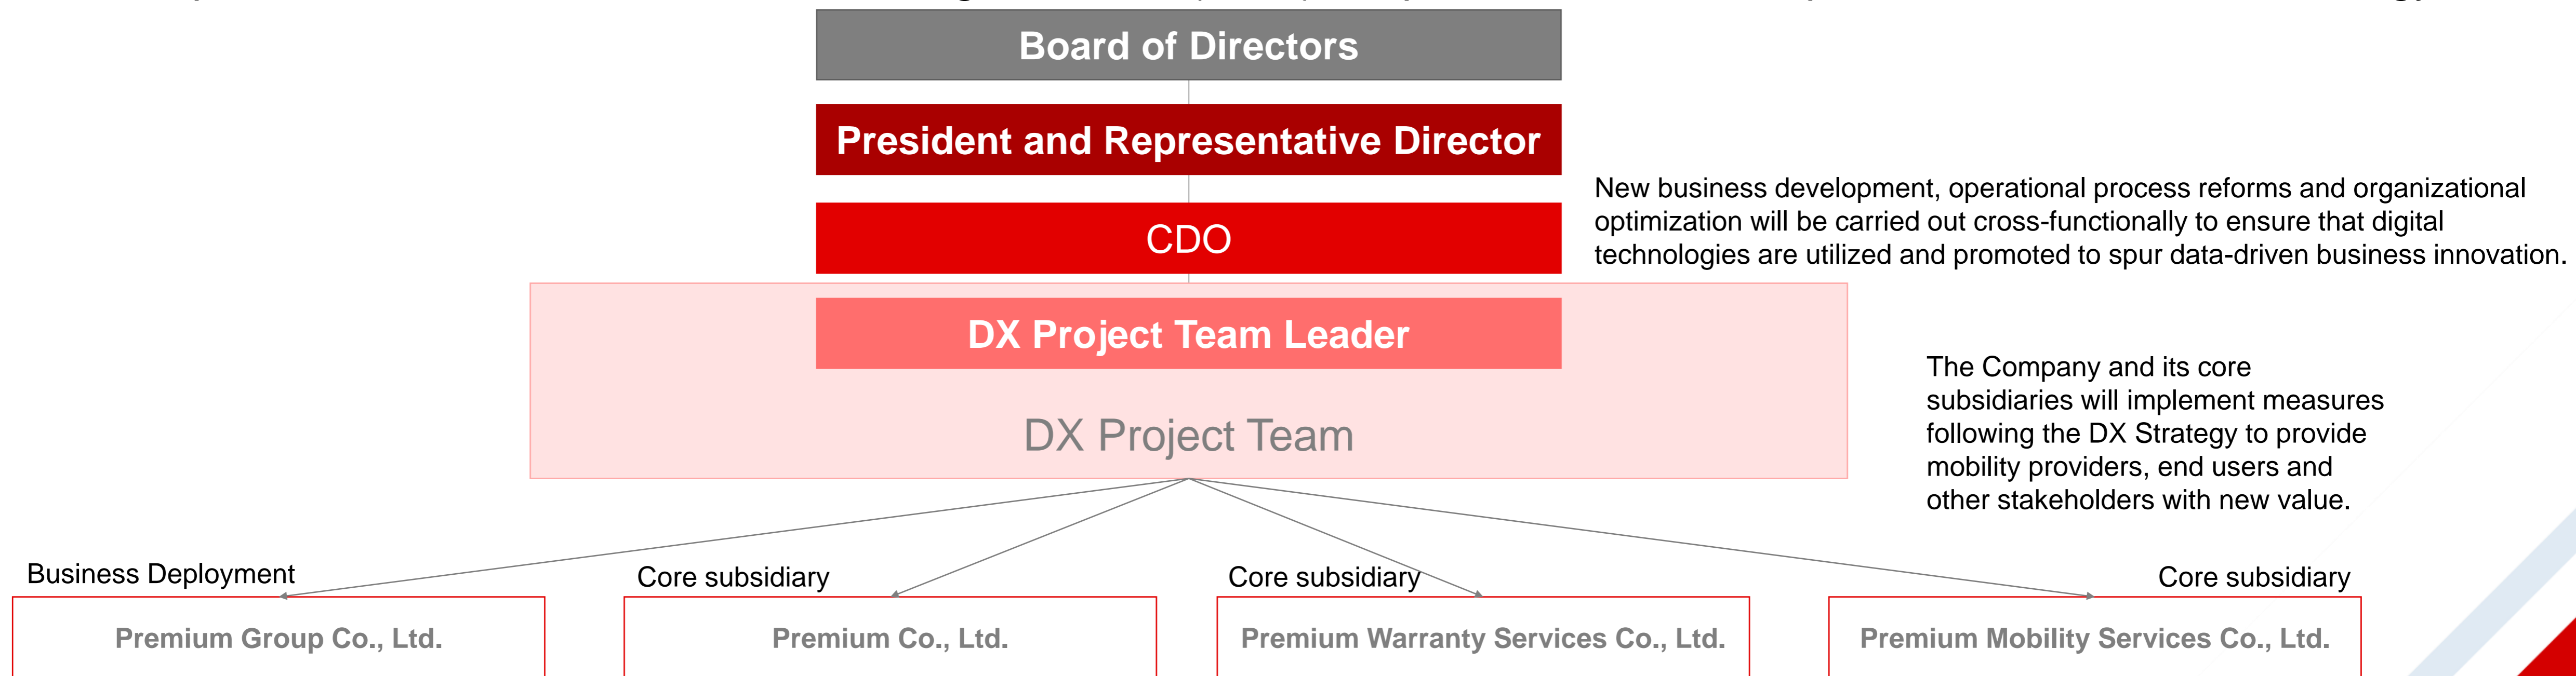 Board of Directors
President and Representative Director
CDO
New business development, operational process reforms and organizational
optimization will be carried out cross-functionally to ensure that digital
technologies are utilized and promoted to spur data-driven business innovation.
DX Project Team Leader
DX Project Team
The Company and its core
subsidiaries will implement measures
following the DX Strategy to provide
mobility providers, end users and
other stakeholders with new value.
Business Deployment
Core subsidiary
Core subsidiary
Core subsidiary
Premium Group Co., Ltd.
Premium Co., Ltd.
Premium Warranty Services Co., Ltd.
Premium Mobility Services Co., Ltd.